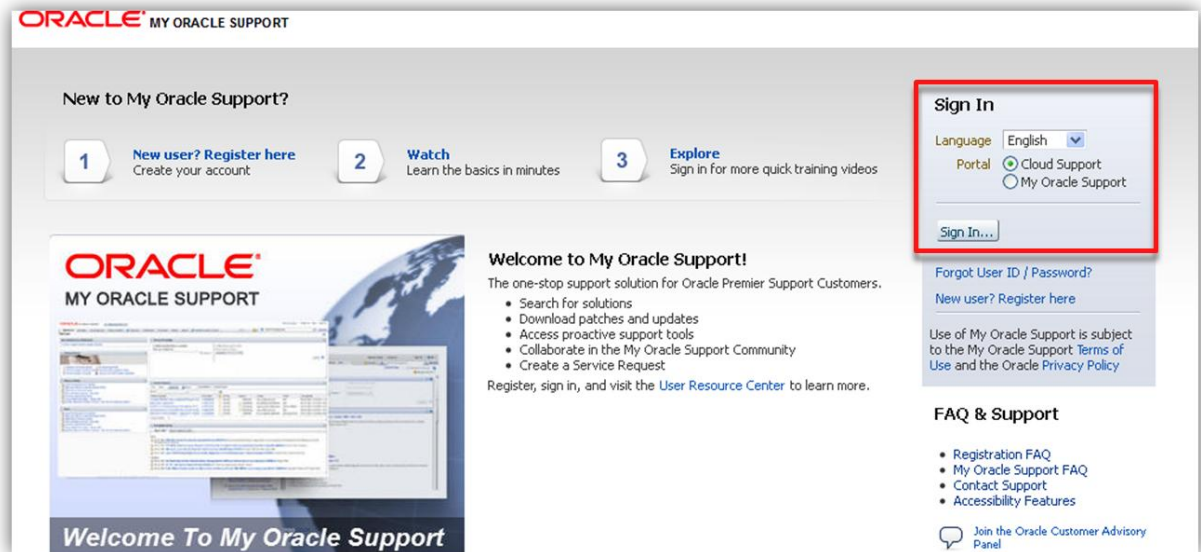 ORACLE MY ORACLE SUPPORT
New to My Oracle Support?
1
New user? Register here
Create your account
2
Watch
Learn the basics in minutes
3
Explore
Sign in for more quick training videos
Sign In
Language English
Portal Cloud Support
My Oracle Support
Sign In...
Forgot User ID / Password?
New user? Register here
Use of My Oracle Support is subject
to the My Oracle Support Terms of
Use and the Oracle Privacy Policy
ORACLE
MY ORACLE SUPPORT
Welcome To My Oracle Support
Welcome to My Oracle Support!
The one-stop support solution for Oracle Premier Support Customers.
• Search for solutions
• Download patches and updates
• Access proactive support tools
• Collaborate in the My Oracle Support Community
• Create a Service Request
Register, sign in, and visit the User Resource Center to learn more.
FAQ & Support
• Registration FAQ
• My Oracle Support FAQ
• Contact Support
• Accessibility Features
Join the Oracle Customer Advisory
Panel